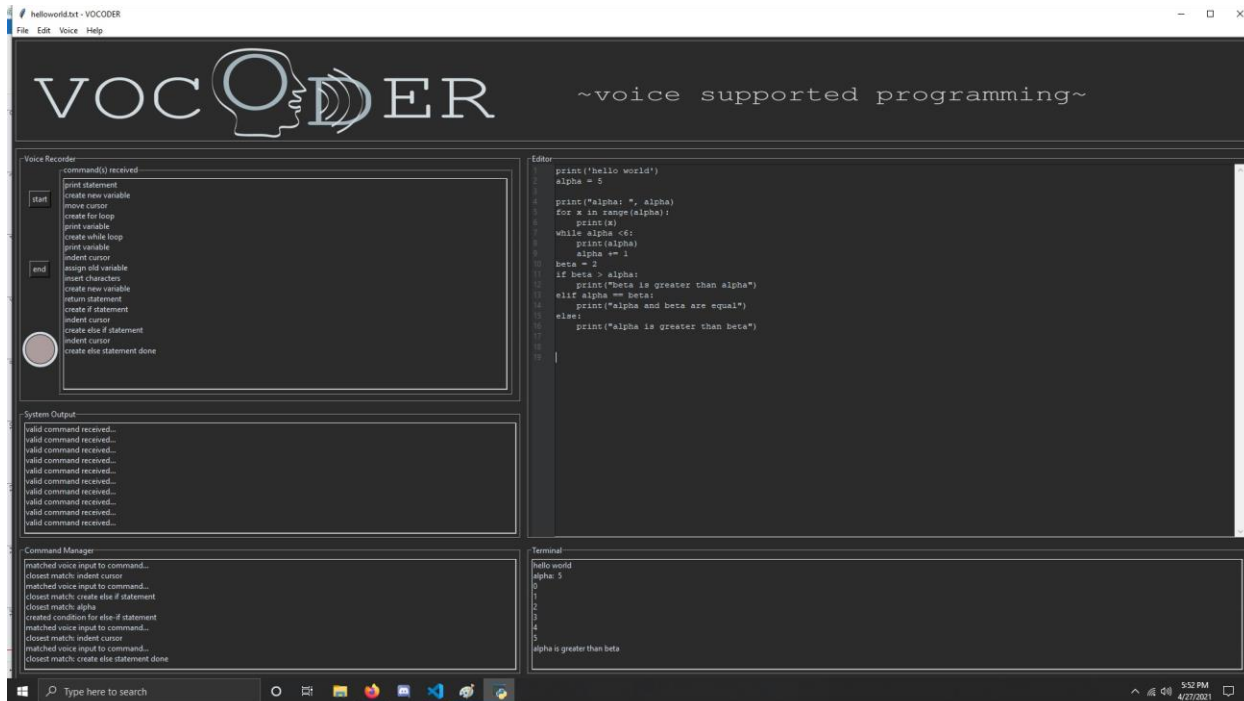 helloworld.txt - VOCODER
File Edit Voice Help
VOCODER
~voice supported programming~
Voice Recorder
command(s) received
start
end
print statement
create new variable
move cursor
create for loop
print variable
create while loop
print variable
indent cursor
assign old variable
insert characters
create new variable
return statement
create if statement
indent cursor
create else if statement
indent cursor
create else statement done
System Output
valid command received...
valid command received...
valid command received...
valid command received...
valid command received...
valid command received...
valid command received...
valid command received...
valid command received...
valid command received...
Command Manager
matched voice input to command...
closest match: indent cursor
matched voice input to command...
closest match: create else if statement
closest match: alpha
created condition for else-if statement
matched voice input to command...
closest match: indent cursor
matched voice input to command...
closest match: create else statement done
Editor
1 print('hello world')
2 alpha = 5
3
4 print("alpha: ", alpha)
5 for x in range(alpha):
6     print(x)
7 while alpha <6:
8     print(alpha)
9     alpha += 1
10 beta = 2
11 if beta > alpha:
12     print("beta is greater than alpha")
13 elif alpha == beta:
14     print("alpha and beta are equal")
15 else:
16     print("alpha is greater than beta")
17
18
19
Terminal
hello world
alpha: 5
0
1
2
3
4
5
alpha is greater than beta
Type here to search
5:52 PM
4/27/2021